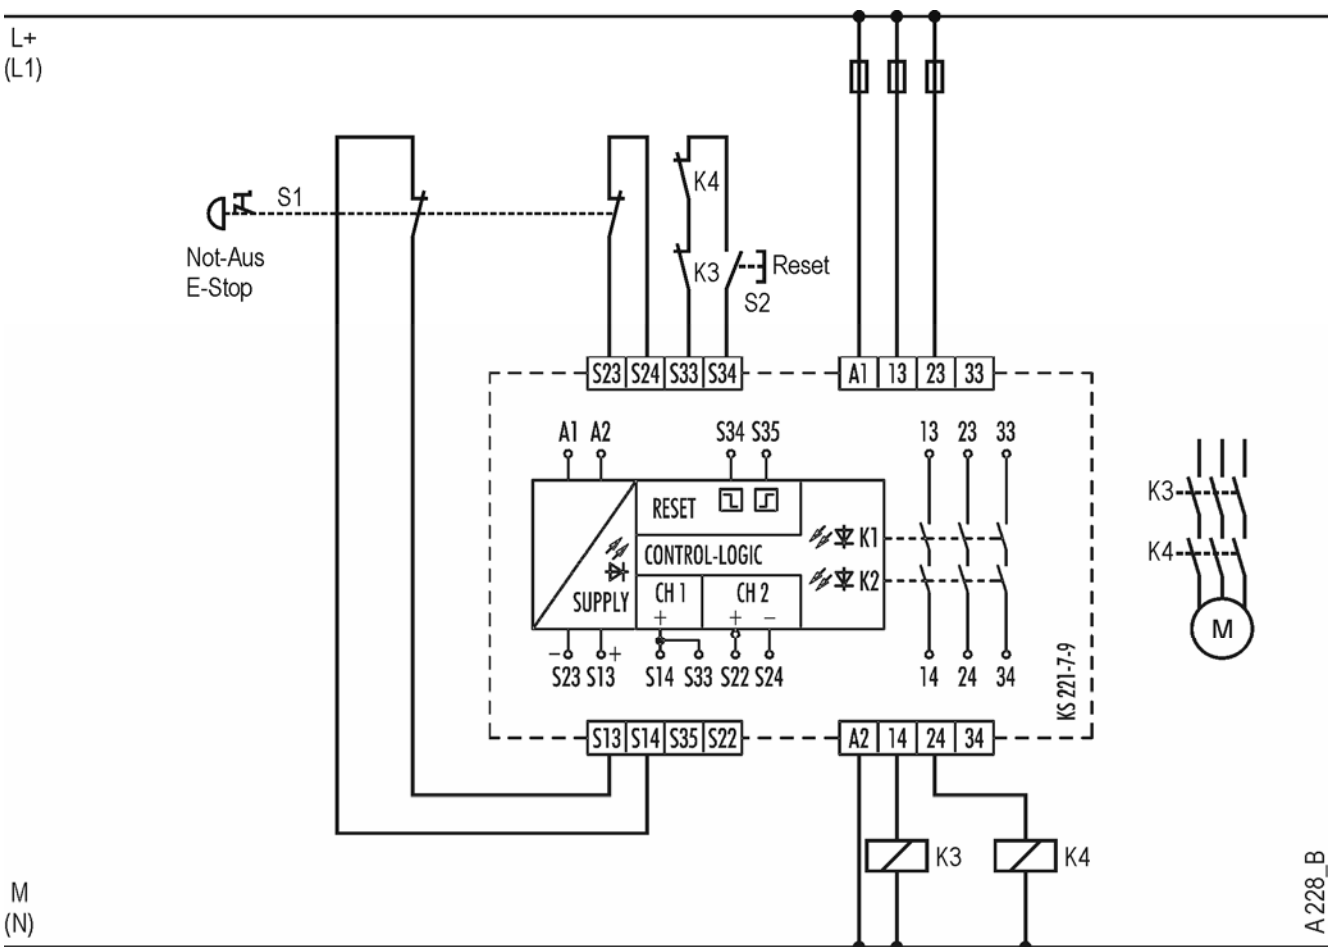 L+
(L1)
S1
Not-Aus
E-Stop
K4
K3
Reset
S2
S23 S24 S33 S34
A1 13 23 33
A1 A2 S34 S35 13 23 33
RESET
K1
CONTROL-LOGIC
K2
SUPPLY
CH 1 CH 2
+ + -
- +
S23 S13 S14 S33 S22 S24 14 24 34
KS 221-7-9
K3
K4
M
S13 S14 S35 S22
A2 14 24 34
K3
K4
M
(N)
A 228_B